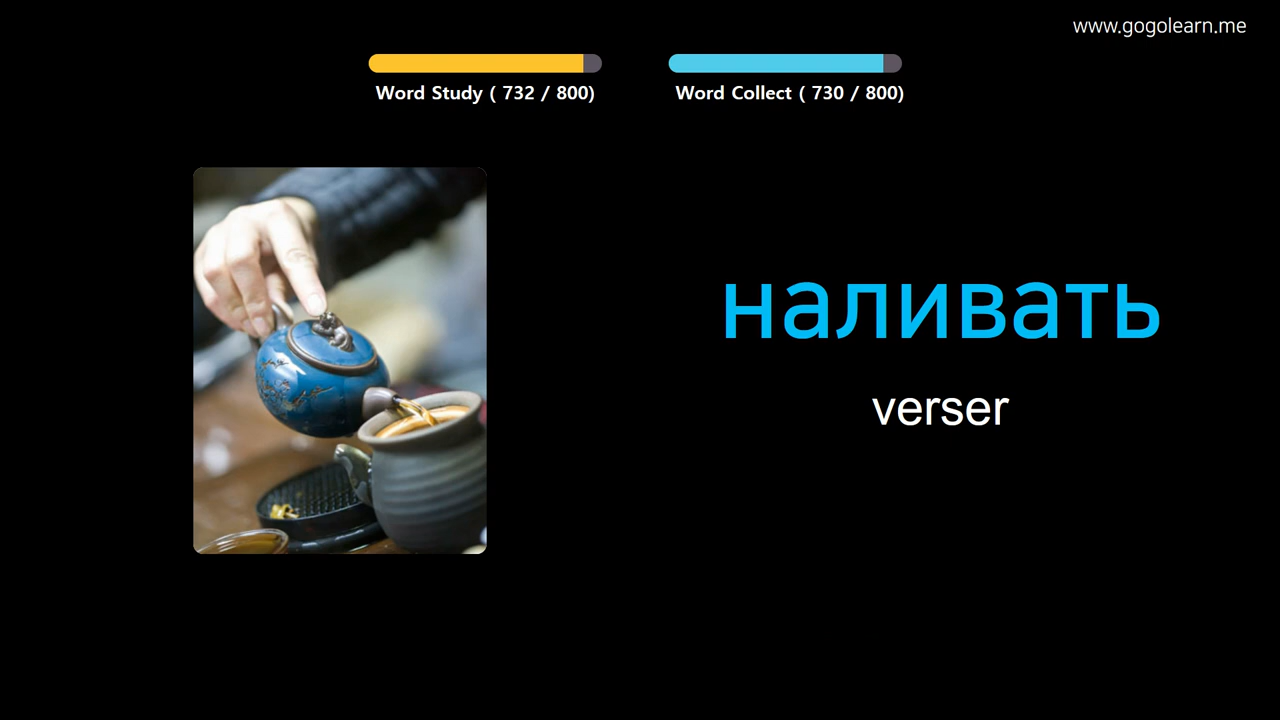 www.gogolearn.me
Word Study ( 732 / 800)
Word Collect ( 730 / 800)
наливать
verser